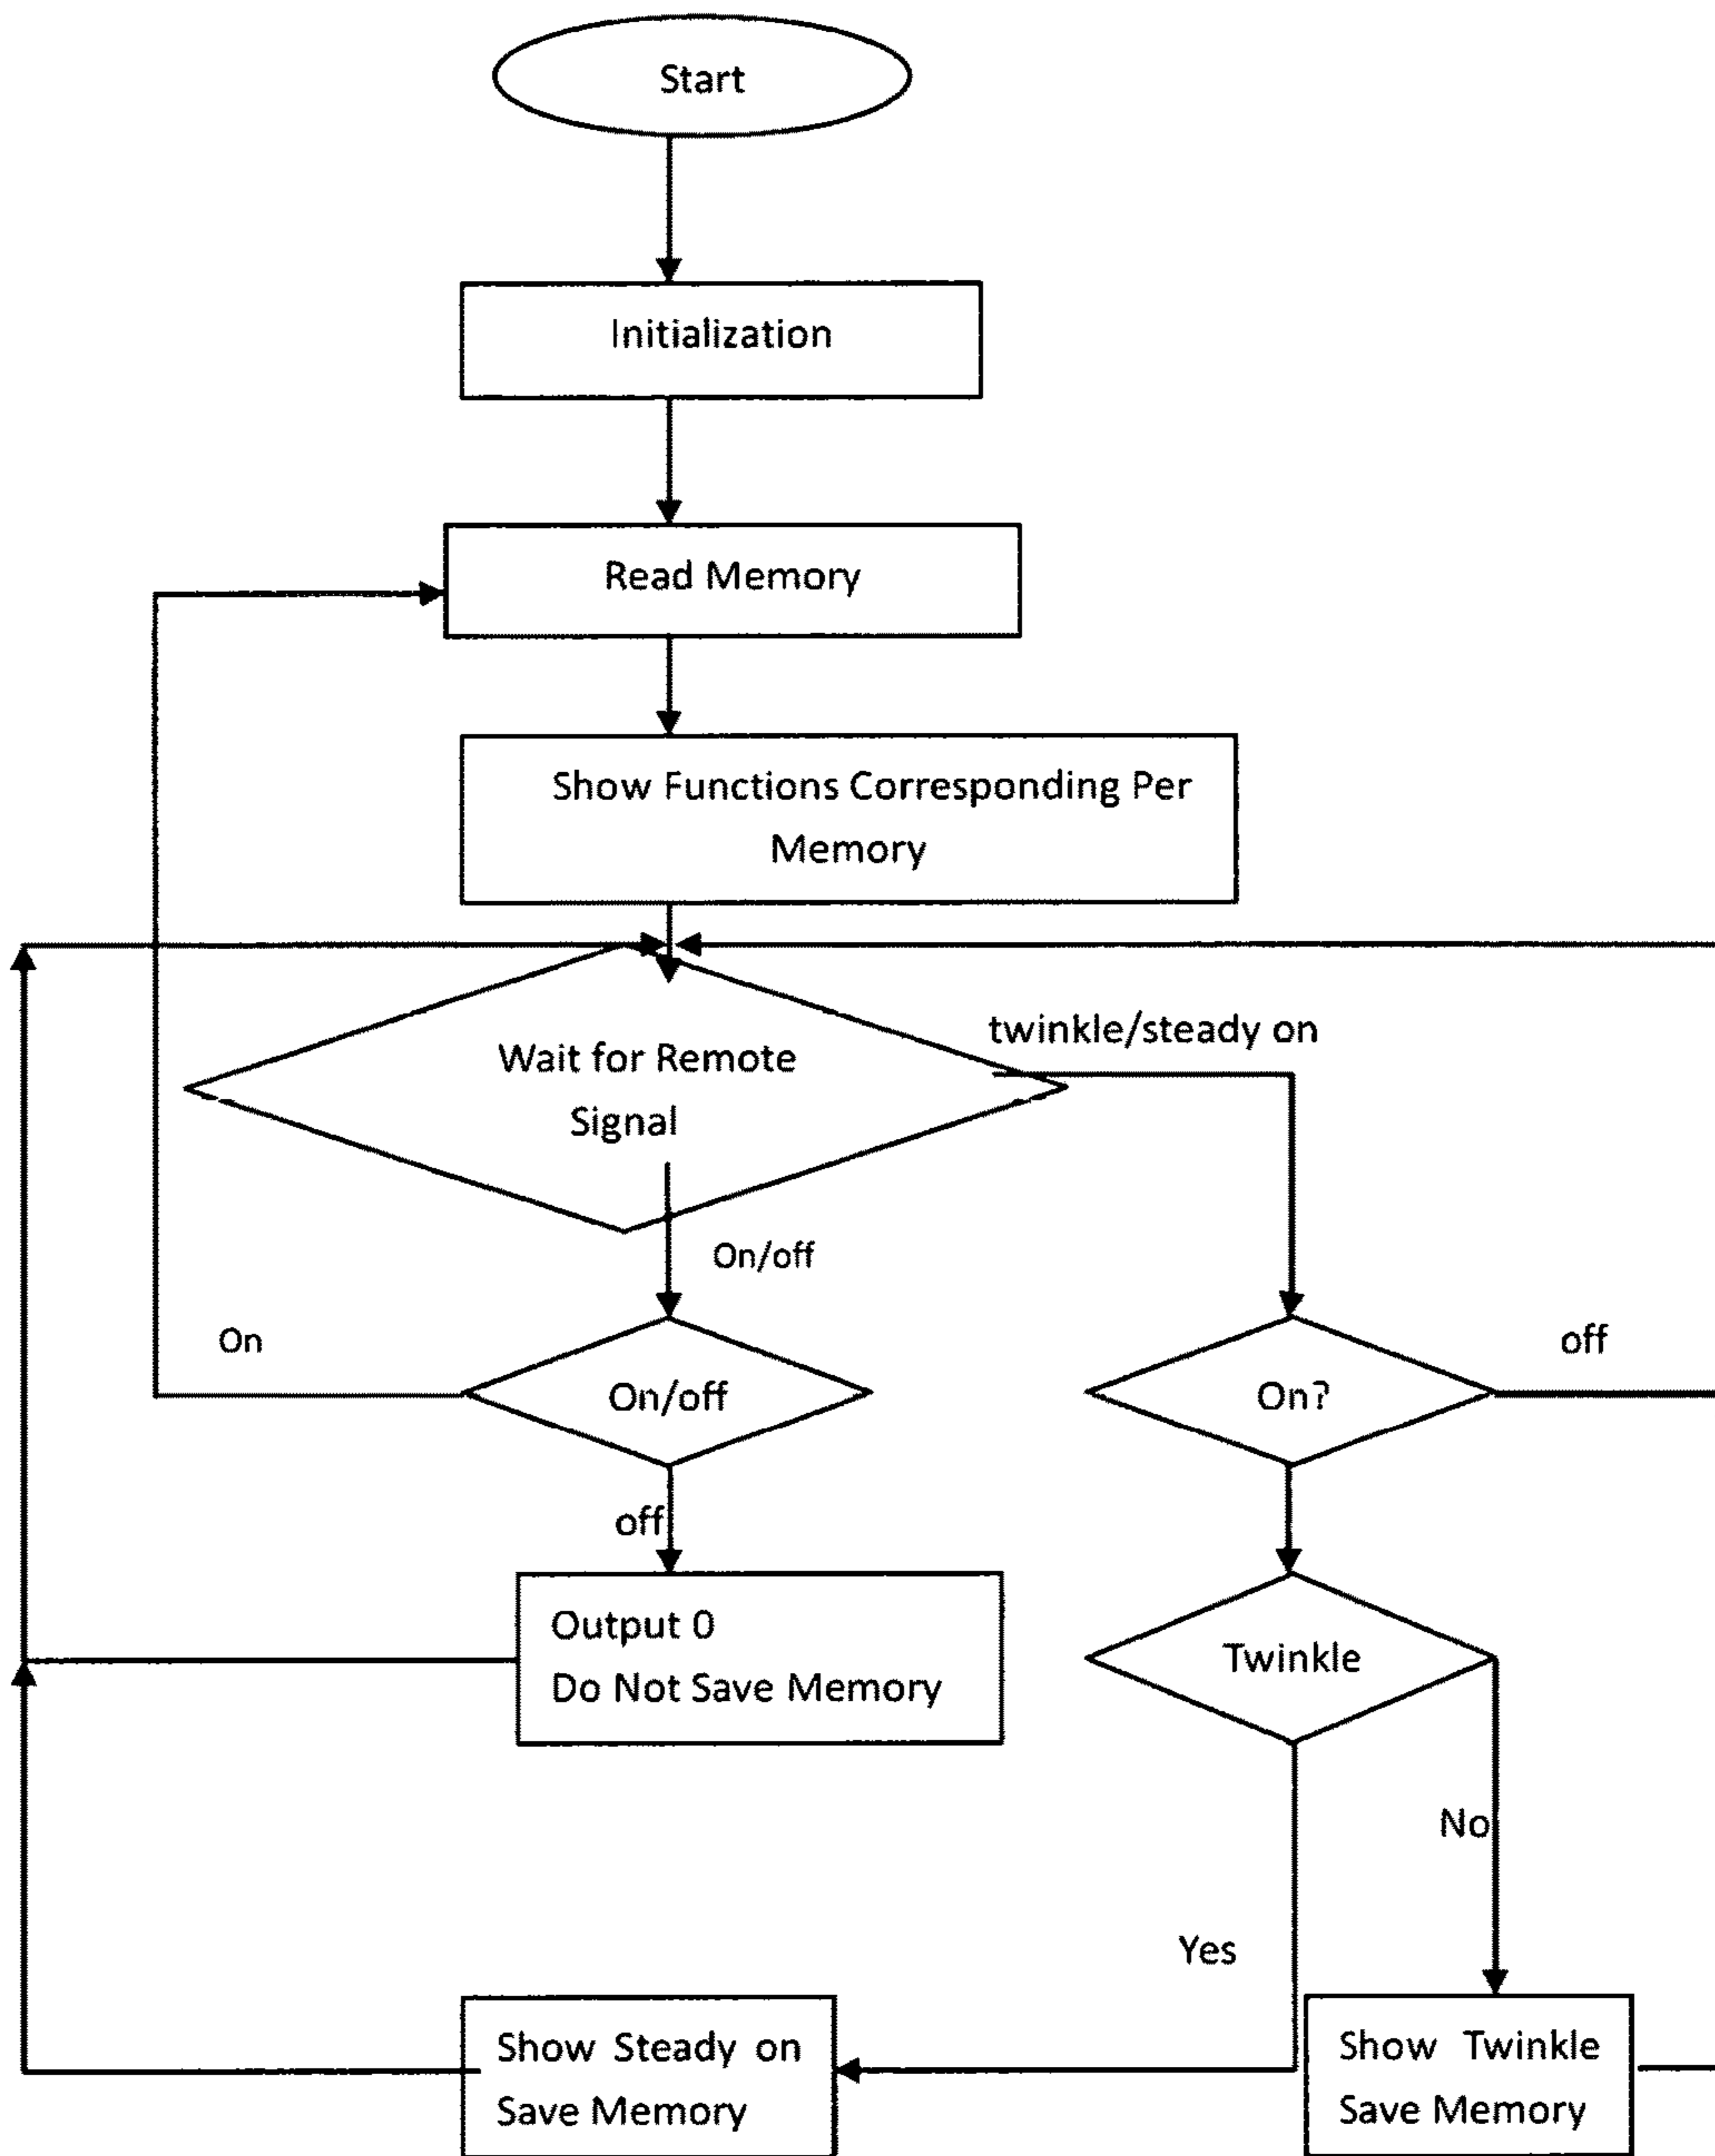 Start
Initialization
Read Memory
Show Functions Corresponding Per
Memory
twinkle/steady on
Wait for Remote
Signal
On/off
On
On/off
On?
off
off
Output 0
Do Not Save Memory
Twinkle
No
Yes
Show Steady on
Save Memory
Show Twinkle
Save Memory